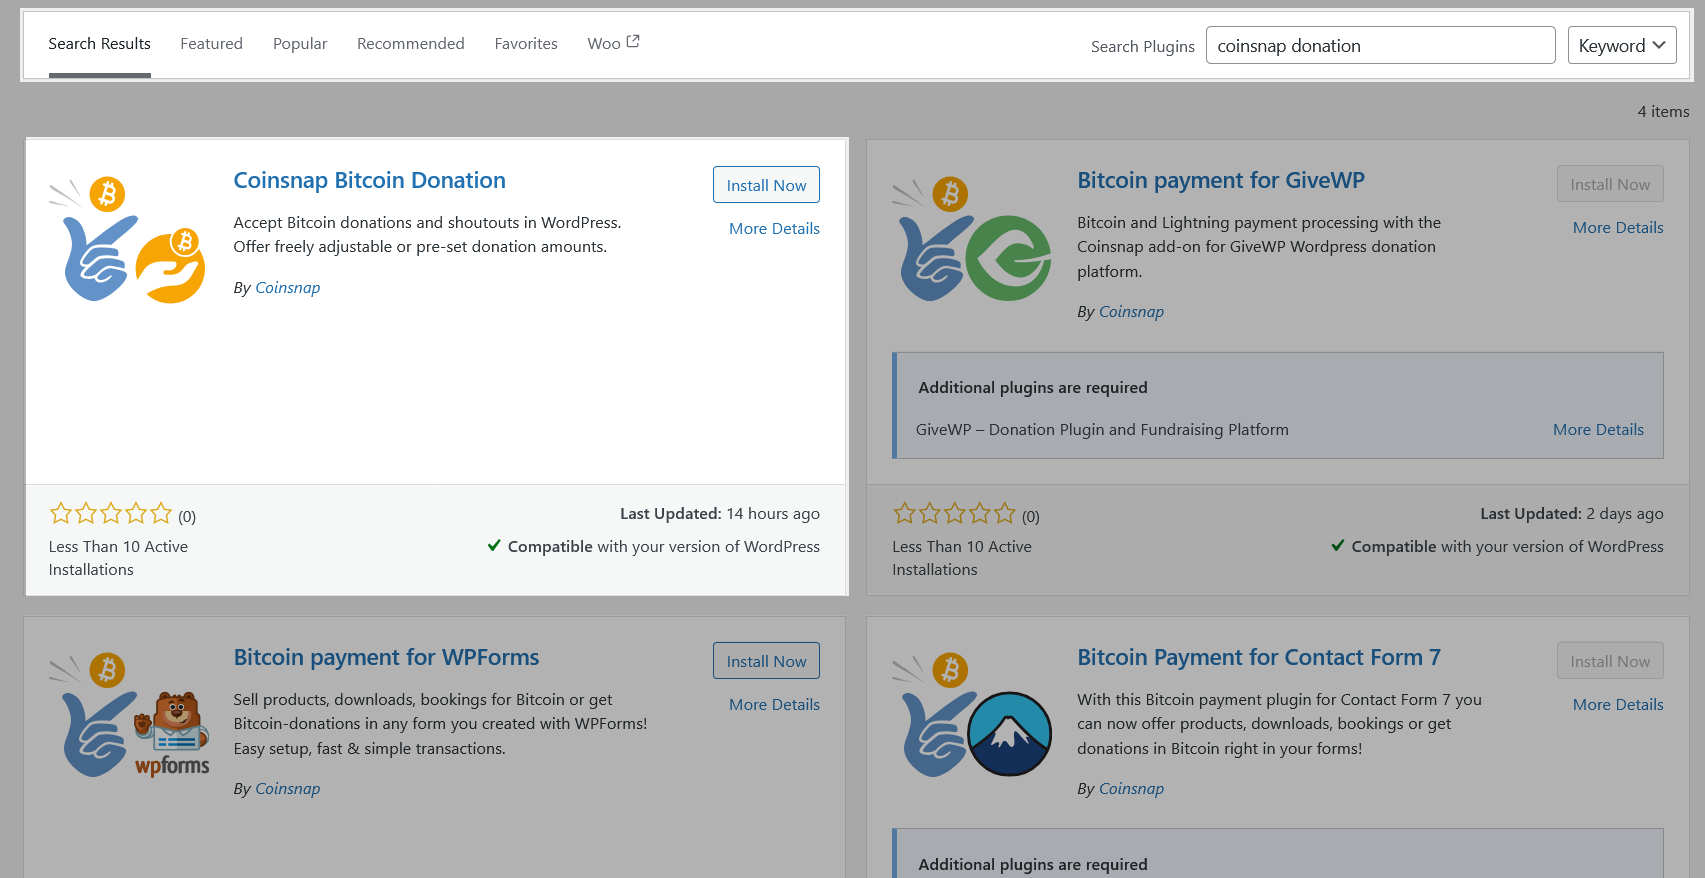 Search Results Featured Popular Recommended Favorites Woo Search Plugins coinsnap donation Keyword
4 items
Coinsnap Bitcoin Donation
Install Now
Accept Bitcoin donations and shoutouts in WordPress.
Offer freely adjustable or pre-set donation amounts.
More Details
By Coinsnap
(0)
Less Than 10 Active
Installations
Last Updated: 14 hours ago
Compatible with your version of WordPress
Bitcoin payment for GiveWP
Install Now
Bitcoin and Lightning payment processing with the
Coinsnap add-on for GiveWP Wordpress donation
platform.
More Details
By Coinsnap
Additional plugins are required
GiveWP – Donation Plugin and Fundraising Platform More Details
(0)
Less Than 10 Active
Installations
Last Updated: 2 days ago
Compatible with your version of WordPress
wpforms
Bitcoin payment for WPForms
Install Now
Sell products, downloads, bookings for Bitcoin or get
Bitcoin-donations in any form you created with WPForms!
Easy setup, fast & simple transactions.
More Details
By Coinsnap
Bitcoin Payment for Contact Form 7
Install Now
With this Bitcoin payment plugin for Contact Form 7 you
can now offer products, downloads, bookings or get
donations in Bitcoin right in your forms!
More Details
By Coinsnap
Additional plugins are required